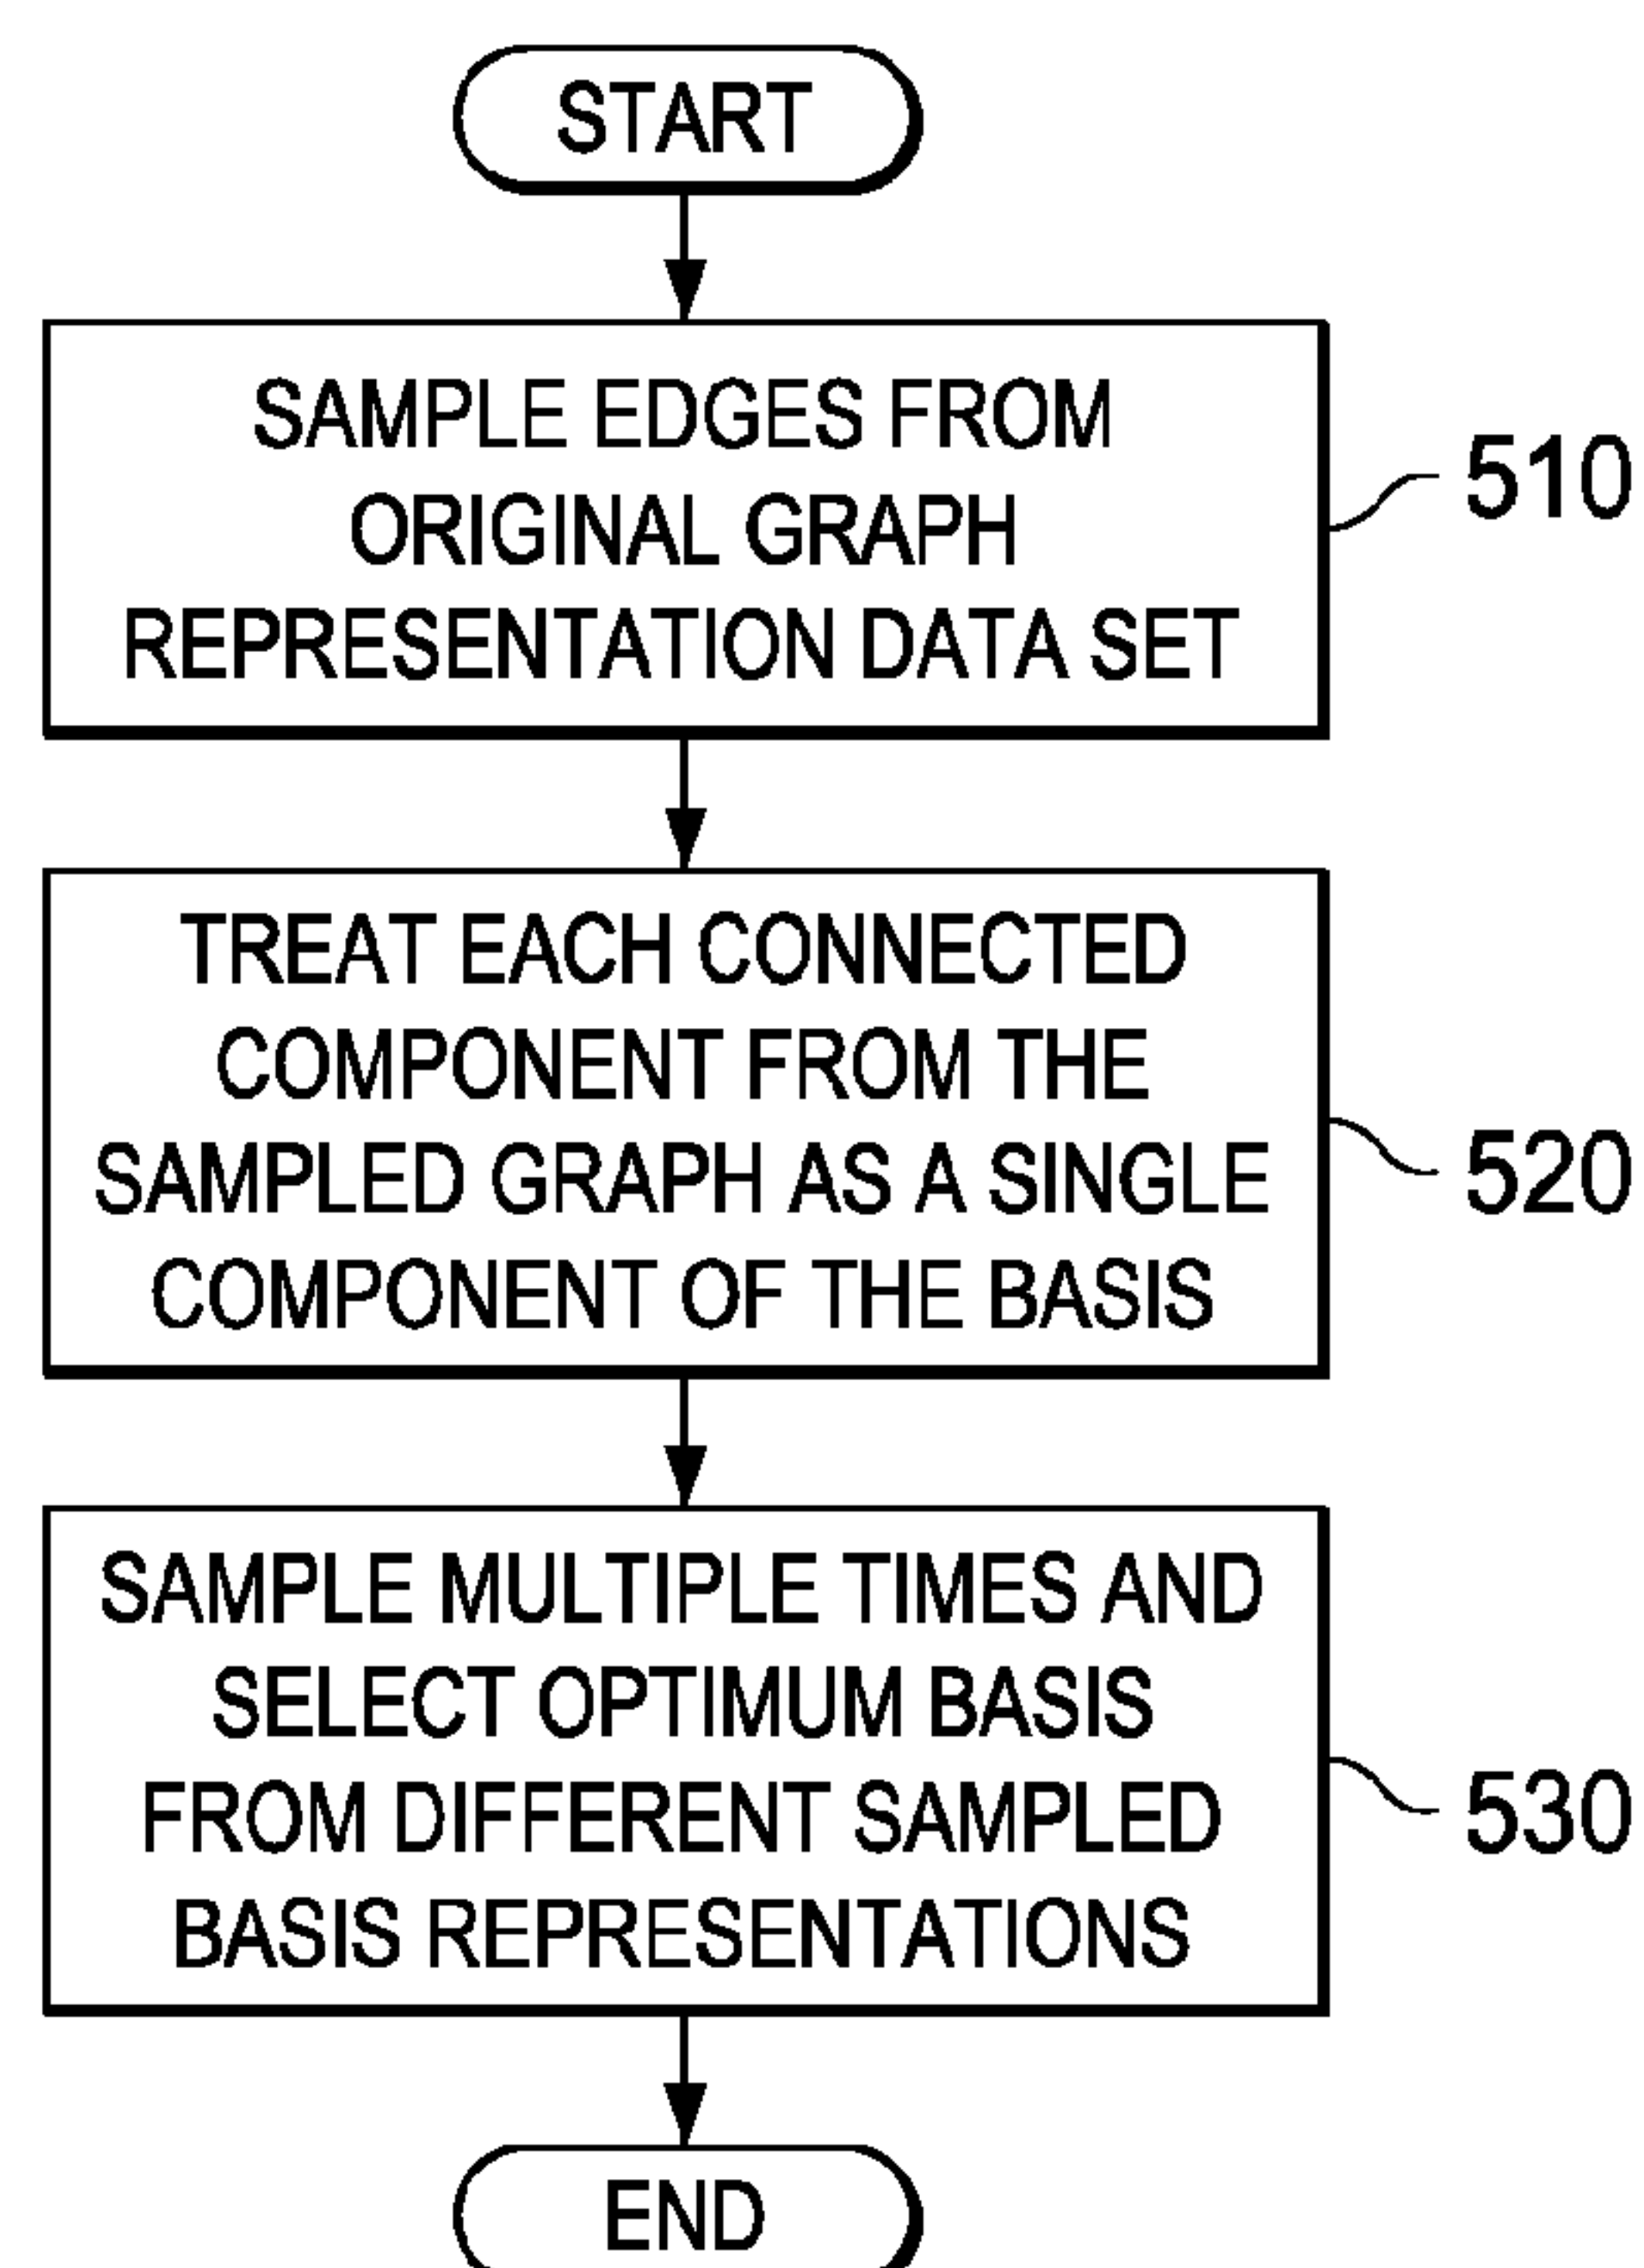 START
SAMPLE EDGES FROM
ORIGINAL GRAPH
REPRESENTATION DATA SET
510
TREAT EACH CONNECTED
COMPONENT FROM THE
SAMPLED GRAPH AS A SINGLE
COMPONENT OF THE BASIS
520
SAMPLE MULTIPLE TIMES AND
SELECT OPTIMUM BASIS
FROM DIFFERENT SAMPLED
BASIS REPRESENTATIONS
530
END